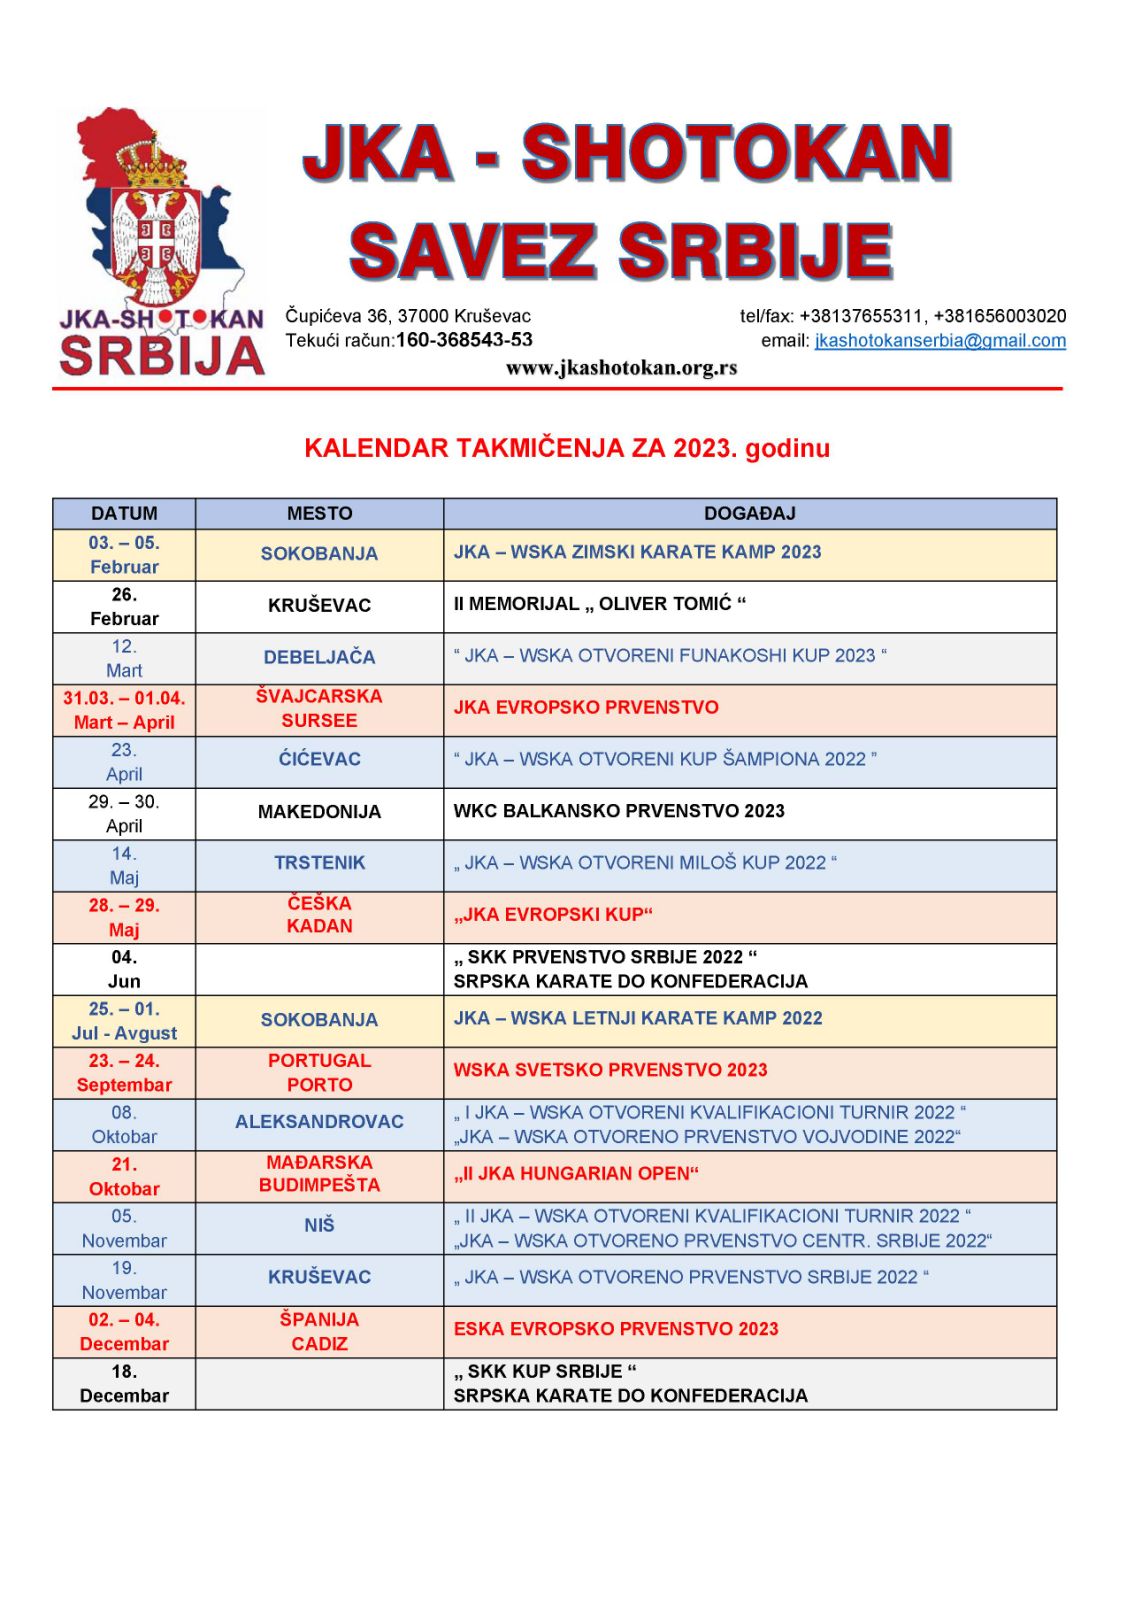 JKA - SHOTOKAN
SAVEZ SRBIJE
JKA-SHOTOKAN
SRBIJA
Čupićeva 36, 37000 Kruševac
tel/fax: +38137655311, +381656003020
Tekući račun:160-368543-53
email: jkashotokanserbia@gmail.com
www.jkashotokan.org.rs
KALENDAR TAKMIČENJA ZA 2023. godinu
DATUM MESTO DOGAĐAJ
03. – 05.
Februar
SOKOBANJA
JKA – WSKA ZIMSKI KARATE KAMP 2023
26.
Februar
KRUŠEVAC
II MEMORIJAL „ OLIVER TOMIĆ “
12.
Mart
DEBELJAČA
“ JKA – WSKA OTVORENI FUNAKOSHI KUP 2023 “
31.03. – 01.04.
Mart – April
ŠVAJCARSKA
SURSEE
JKA EVROPSKO PRVENSTVO
23.
April
ĆIĆEVAC
“ JKA – WSKA OTVORENI KUP ŠAMPIONA 2022 ”
29. – 30.
April
MAKEDONIJA
WKC BALKANSKO PRVENSTVO 2023
14.
Maj
TRSTENIK
„ JKA – WSKA OTVORENI MILOŠ KUP 2022 “
28. – 29.
Maj
ČEŠKA
KADAN
„JKA EVROPSKI KUP“
04.
Jun
„ SKK PRVENSTVO SRBIJE 2022 “
SRPSKA KARATE DO KONFEDERACIJA
25. – 01.
Jul - Avgust
SOKOBANJA
JKA – WSKA LETNJI KARATE KAMP 2022
23. – 24.
Septembar
PORTUGAL
PORTO
WSKA SVETSKO PRVENSTVO 2023
08.
Oktobar
ALEKSANDROVAC
„ I JKA – WSKA OTVORENI KVALIFIKACIONI TURNIR 2022 “
„JKA – WSKA OTVORENO PRVENSTVO VOJVODINE 2022“
21.
Oktobar
MAĐARSKA
BUDIMPEŠTA
„II JKA HUNGARIAN OPEN“
05.
Novembar
NIŠ
„ II JKA – WSKA OTVORENI KVALIFIKACIONI TURNIR 2022 “
„JKA – WSKA OTVORENO PRVENSTVO CENTR. SRBIJE 2022“
19.
Novembar
KRUŠEVAC
„ JKA – WSKA OTVORENO PRVENSTVO SRBIJE 2022 “
02. – 04.
Decembar
ŠPANIJA
CADIZ
ESKA EVROPSKO PRVENSTVO 2023
18.
Decembar
„ SKK KUP SRBIJE “
SRPSKA KARATE DO KONFEDERACIJA